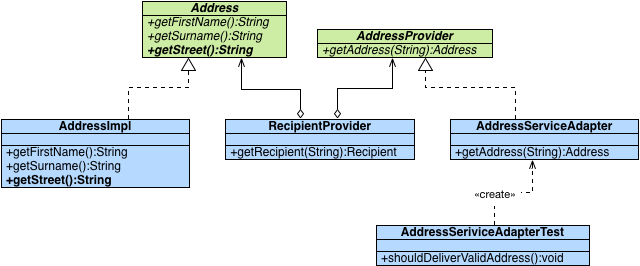 Address
+getFirstName():String
+getSurname():String
+getStreet():String
AddressProvider
+getAddress(String):Address
AddressImpl
+getFirstName():String
+getSurname():String
+getStreet():String
RecipientProvider
+getRecipient(String):Recipient
AddressServiceAdapter
+getAddress(String):Address
«create»
AddressSeriviceAdapterTest
+shouldDeliverValidAddress():void